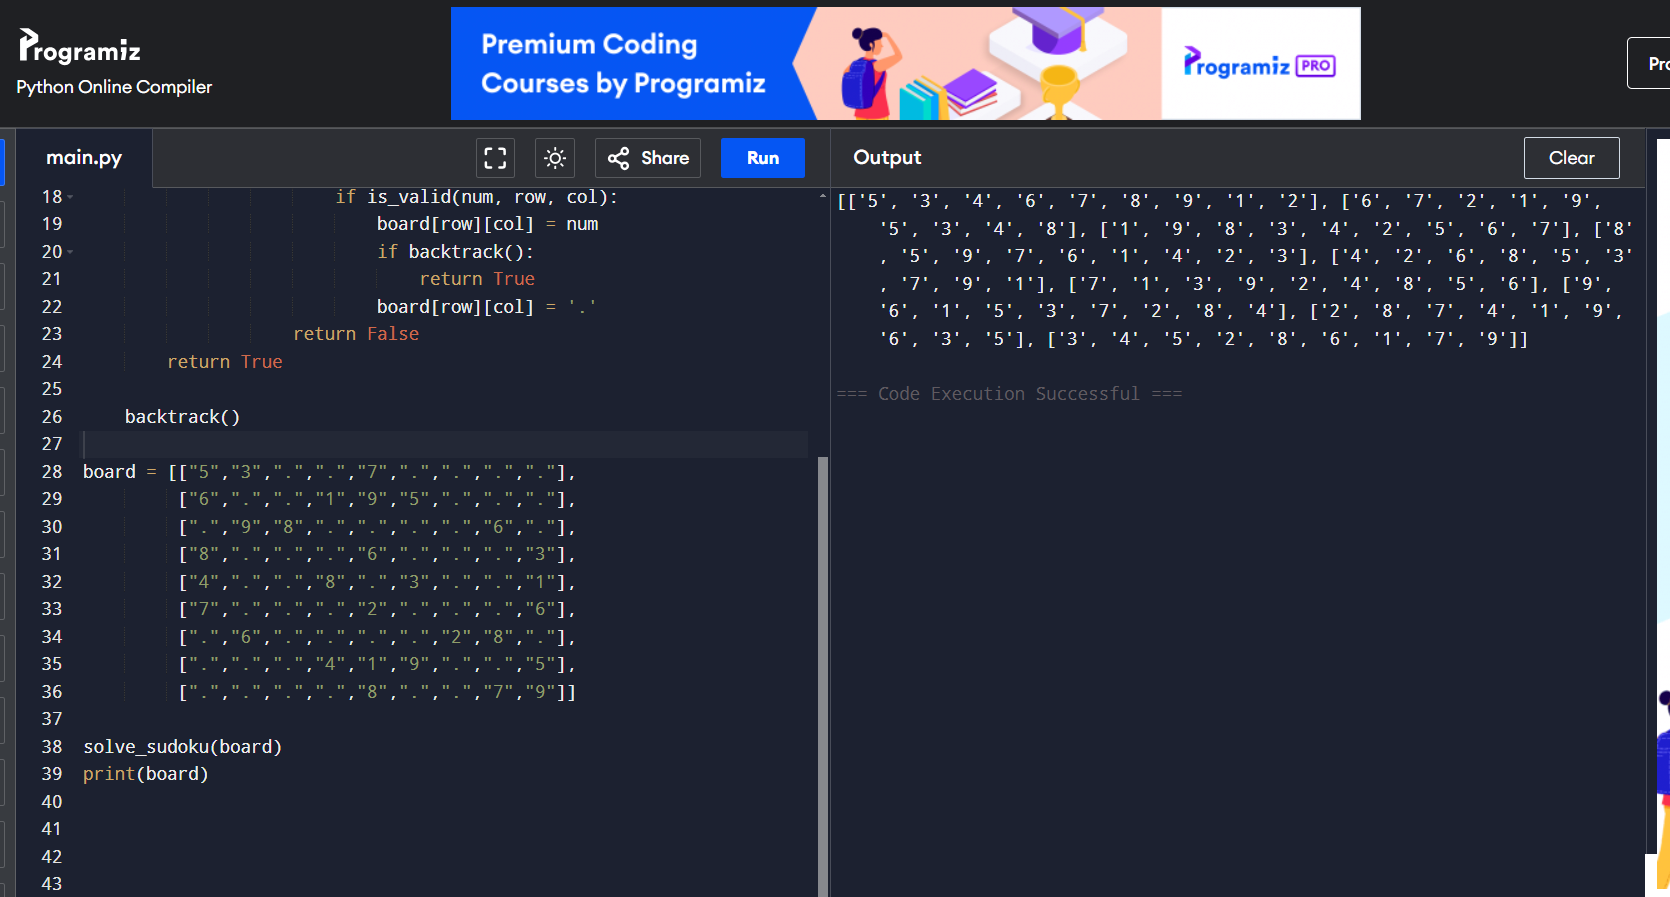 Programiz
Python Online Compiler
Premium Coding
Courses by Programiz
Programiz PRO
main.py
Share
Run
Output
Clear
18 if is_valid(num, row, col):
19 board[row][col] = num
20 if backtrack():
21 return True
22 board[row][col] = '.'
23 return False
24 return True
25
26 backtrack()
27
28 board = [["5","3",".",".","7",".",".",".","."],
29 ["6",".",".","1","9","5",".",".","."],
30 [".","9","8",".",".",".",".","6","."],
31 ["8",".",".",".","6",".",".",".","3"],
32 ["4",".",".","8",".","3",".",".","1"],
33 ["7",".",".",".","2",".",".",".","6"],
34 [".","6",".",".",".",".","2","8","."],
35 [".",".",".","4","1","9",".",".","5"],
36 [".",".",".",".","8",".",".","7","9"]]
37
38 solve_sudoku(board)
39 print(board)
40
41
42
43
[['5', '3', '4', '6', '7', '8', '9', '1', '2'], ['6', '7', '2', '1', '9',
'5', '3', '4', '8'], ['1', '9', '8', '3', '4', '2', '5', '6', '7'], ['8'
, '5', '9', '7', '6', '1', '4', '2', '3'], ['4', '2', '6', '8', '5', '3'
, '7', '9', '1'], ['7', '1', '3', '9', '2', '4', '8', '5', '6'], ['9',
'6', '1', '5', '3', '7', '2', '8', '4'], ['2', '8', '7', '4', '1', '9',
'6', '3', '5'], ['3', '4', '5', '2', '8', '6', '1', '7', '9']]
=== Code Execution Successful ===